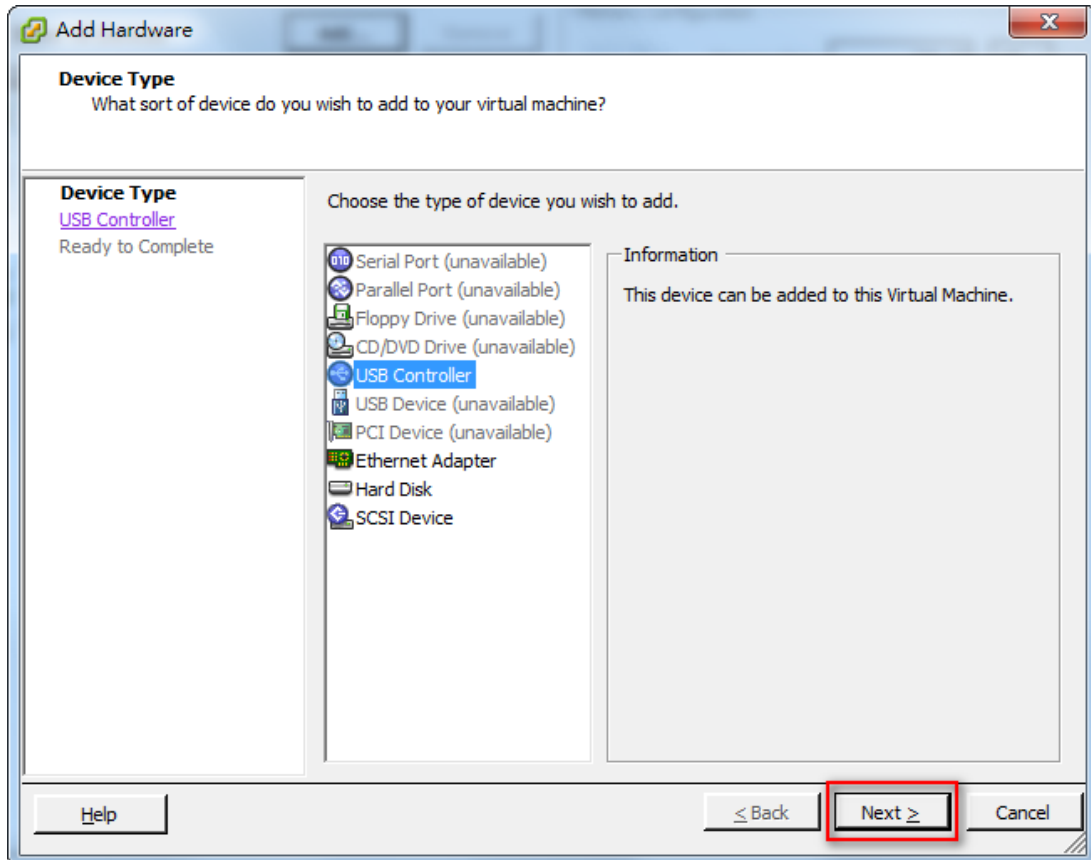 Add Hardware
Device Type
What sort of device do you wish to add to your virtual machine?
Device Type
USB Controller
Ready to Complete
Choose the type of device you wish to add.
Serial Port (unavailable)
Parallel Port (unavailable)
Floppy Drive (unavailable)
CD/DVD Drive (unavailable)
USB Controller
USB Device (unavailable)
PCI Device (unavailable)
Ethernet Adapter
Hard Disk
SCSI Device
Information
This device can be added to this Virtual Machine.
Help
< Back
Next >
Cancel